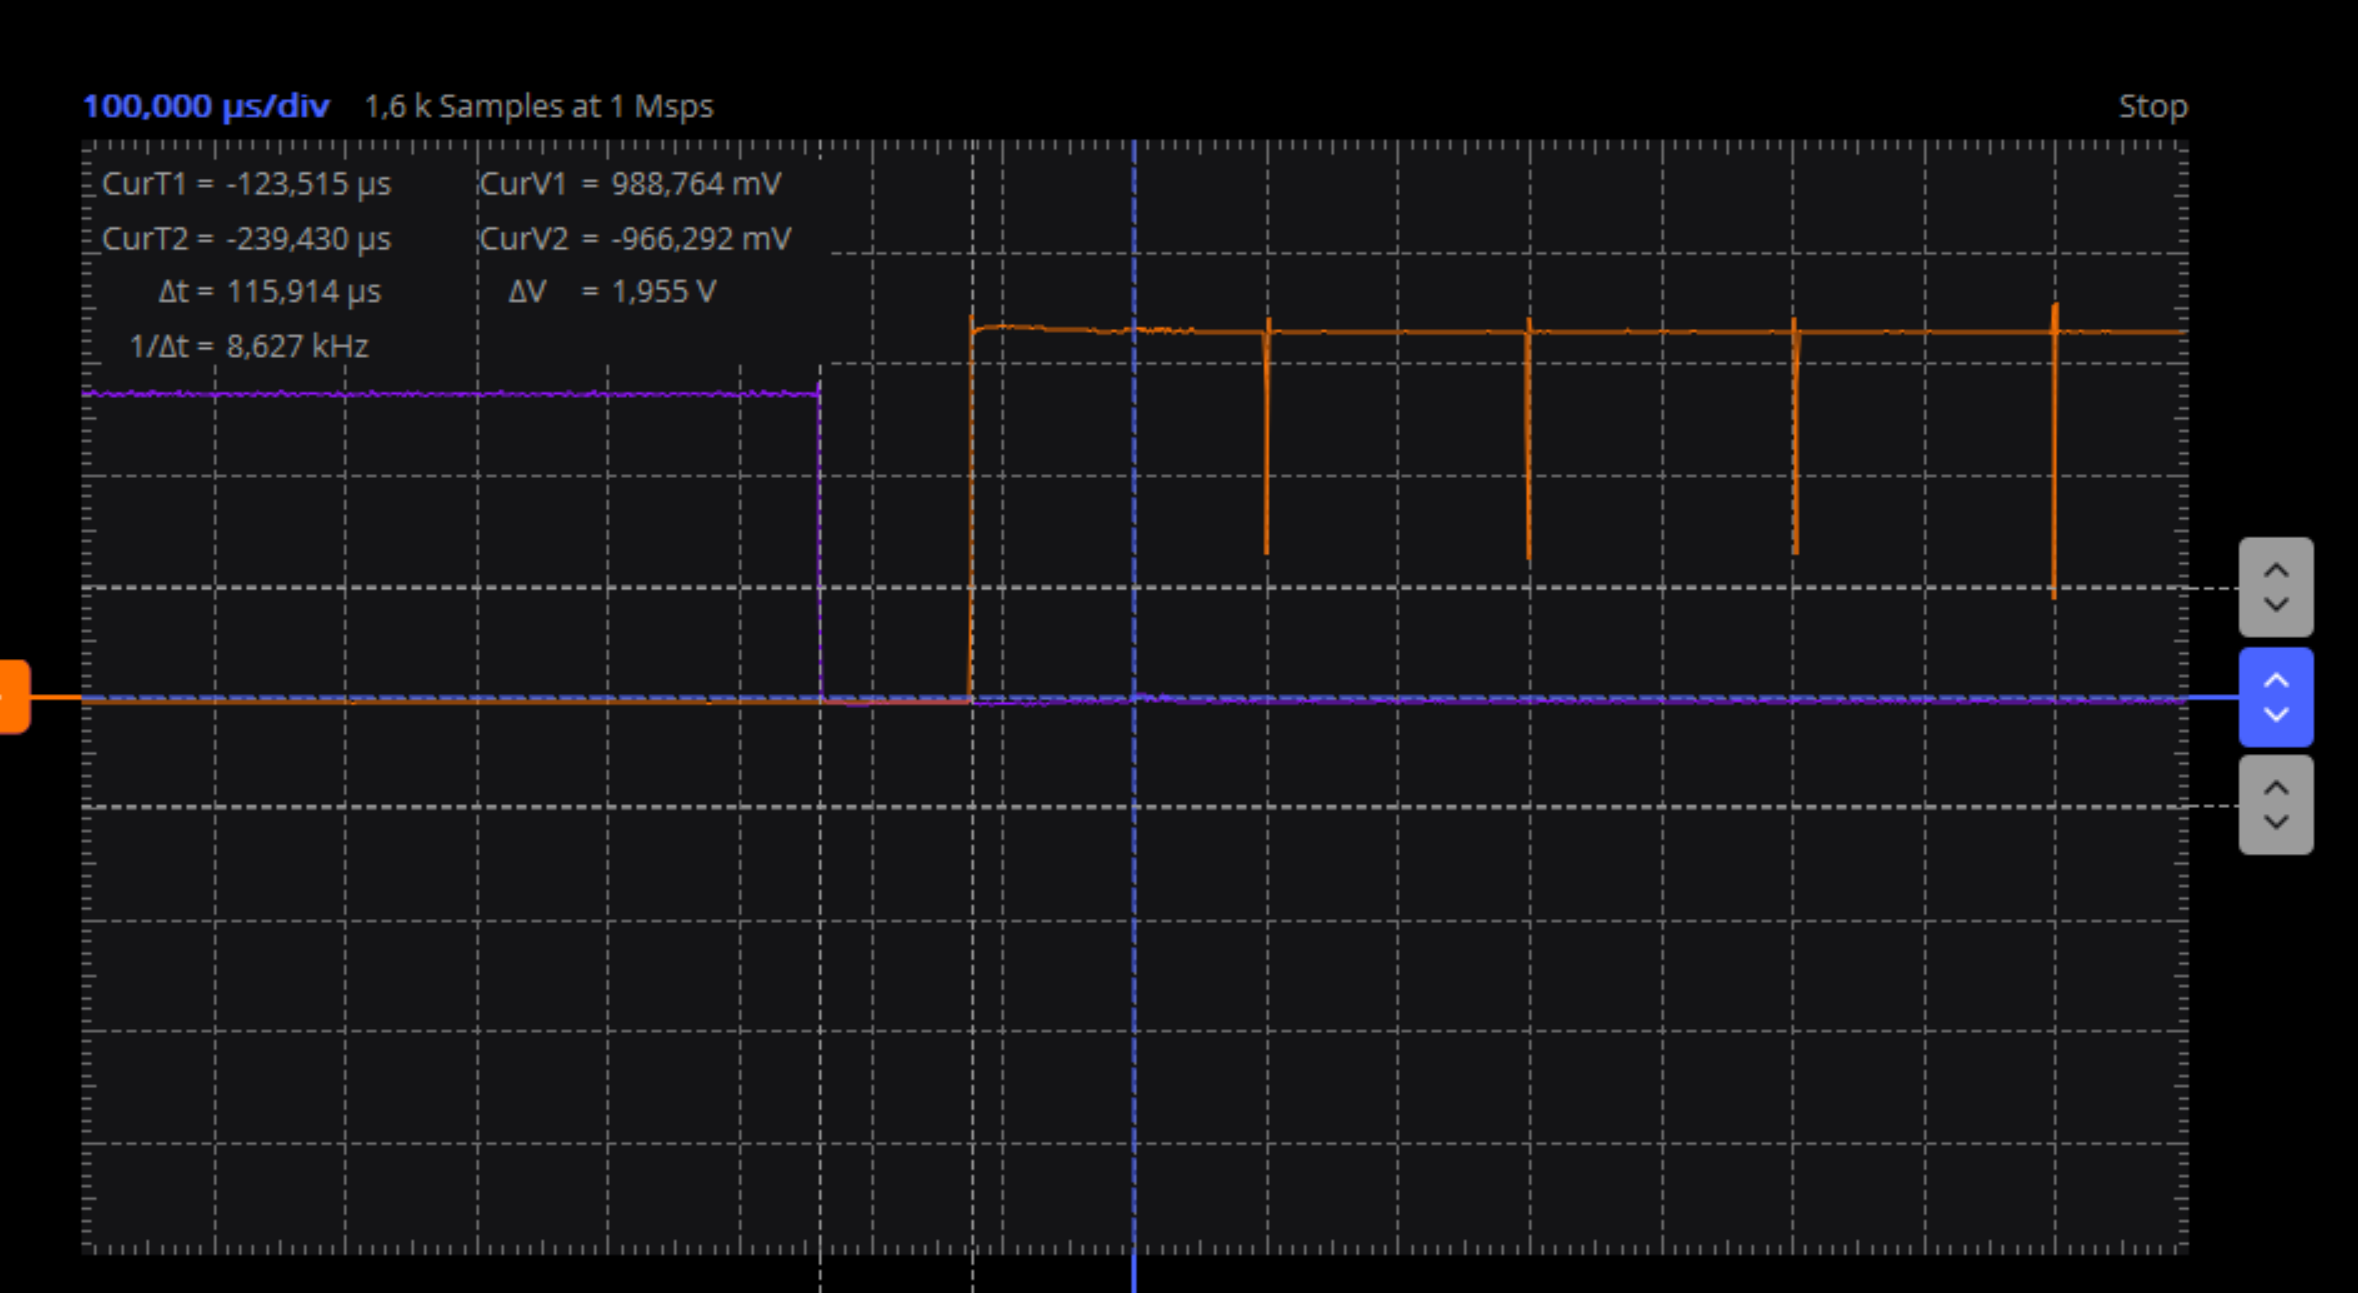 100,000 µs/div 1,6 k Samples at 1 Msps Stop
CurT1 = -123,515 µs CurV1 = 988,764 mV
CurT2 = -239,430 µs CurV2 = -966,292 mV
Δt = 115,914 µs ΔV = 1,955 V
1/Δt = 8,627 kHz